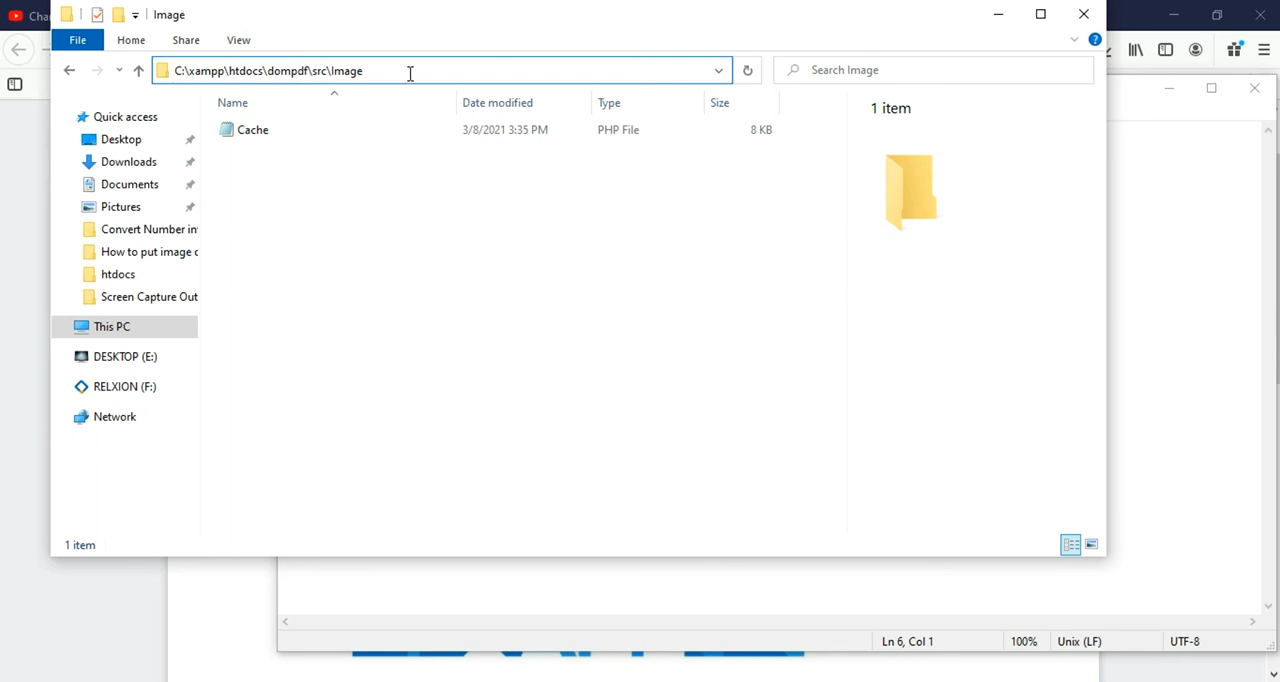 Cha
Image
File Home Share View
C:\xampp\htdocs\dompdf\src\Image
Search Image
Name Date modified Type Size
Cache 3/8/2021 3:35 PM PHP File 8 KB
1 item
Quick access
Desktop
Downloads
Documents
Pictures
Convert Number in
How to put image o
htdocs
Screen Capture Out
This PC
DESKTOP (E:)
RELXION (F:)
Network
1 item
Ln 6, Col 1 100% Unix (LF) UTF-8